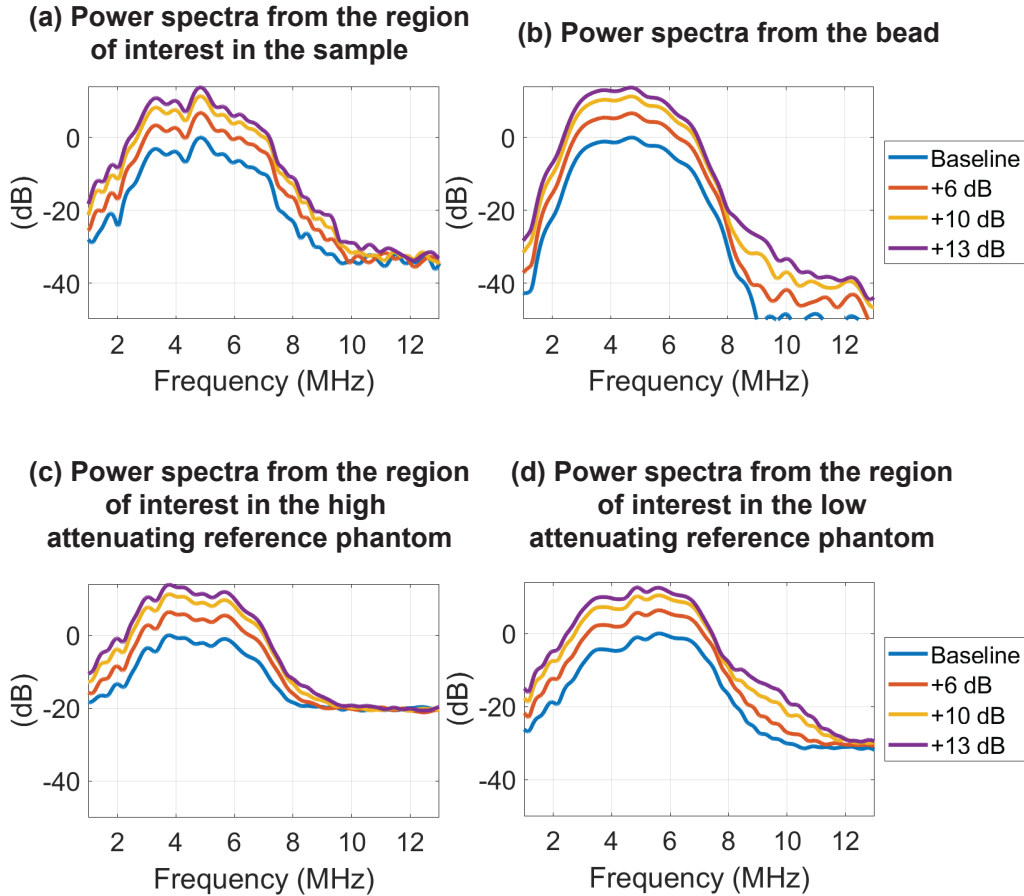 (a) Power spectra from the region
of interest in the sample
(b) Power spectra from the bead
0
-20
-40
(dB)
2 4 6 8 10 12
Frequency (MHz)
0
-20
-40
(dB)
2 4 6 8 10 12
Frequency (MHz)
Baseline
+6 dB
+10 dB
+13 dB
(c) Power spectra from the region
of interest in the high
attenuating reference phantom
(d) Power spectra from the region
of interest in the low
attenuating reference phantom
0
-20
-40
(dB)
2 4 6 8 10 12
Frequency (MHz)
0
-20
-40
(dB)
2 4 6 8 10 12
Frequency (MHz)
Baseline
+6 dB
+10 dB
+13 dB